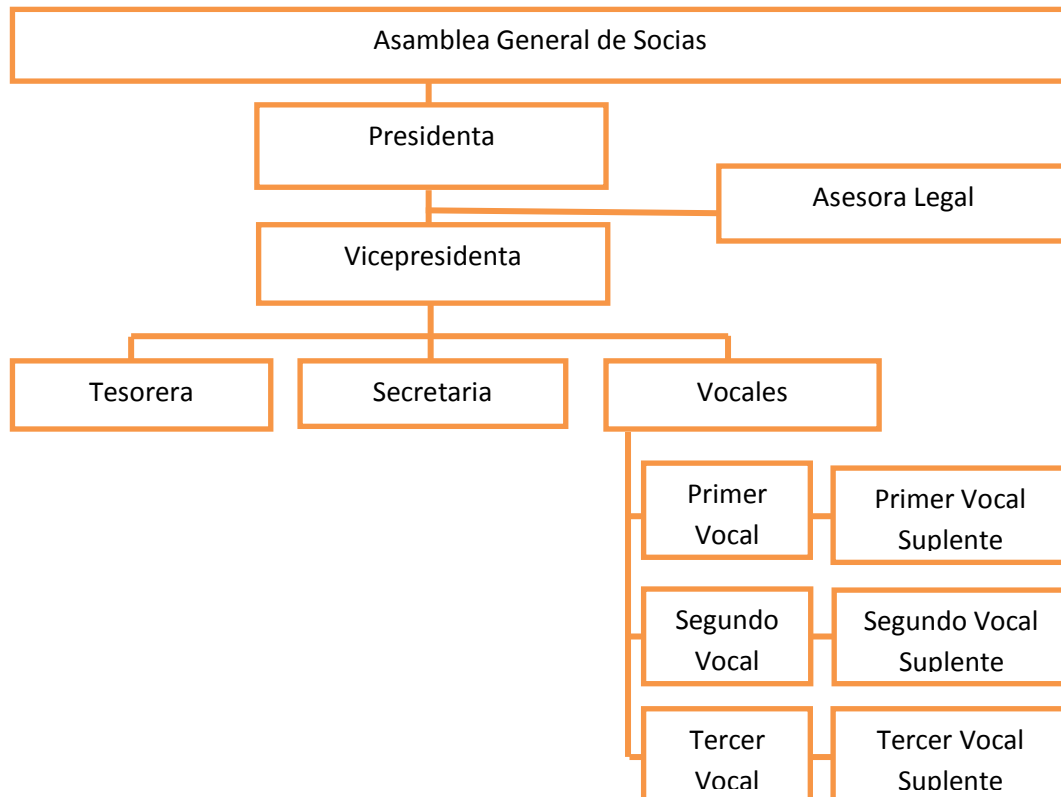 Asamblea General de Socias
Presidenta
Asesora Legal
Vicepresidenta
Tesorera
Secretaria
Vocales
Primer
Vocal
Primer Vocal
Suplente
Segundo
Vocal
Segundo Vocal
Suplente
Tercer
Vocal
Tercer Vocal
Suplente